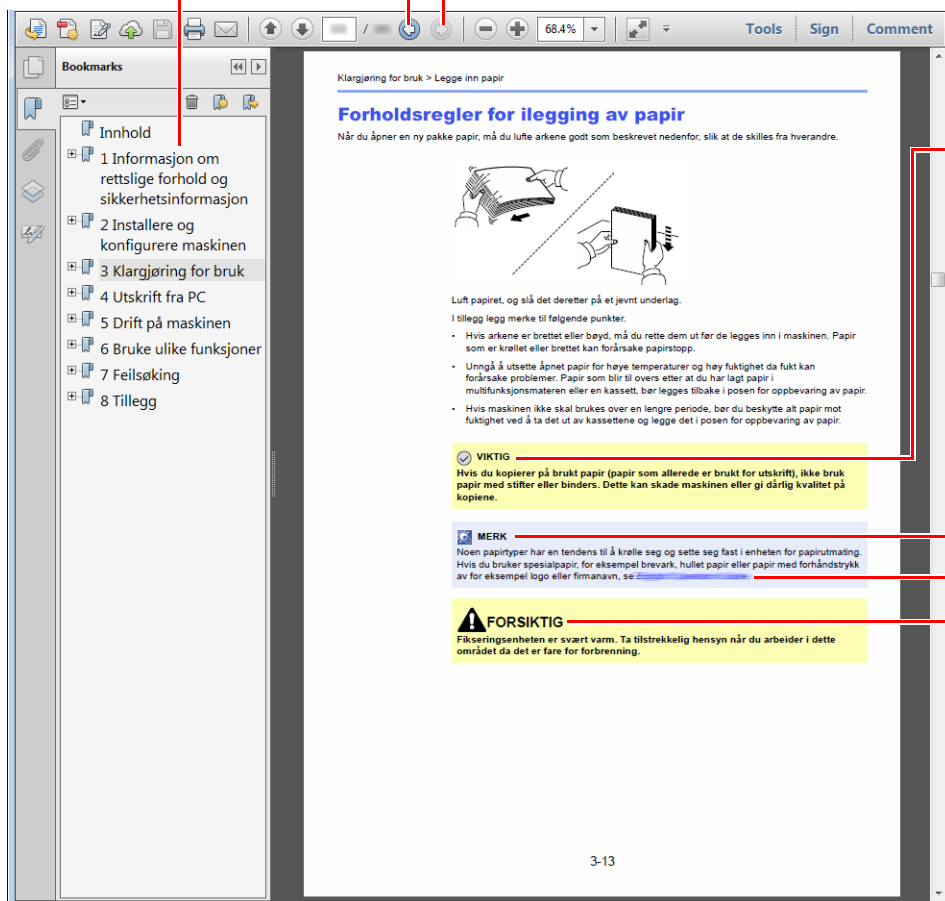 /
68.4%
Tools
Sign
Comment
Bookmarks
Innhold
1 Informasjon om
rettslige forhold og
sikkerhetsinformasjon
2 Installere og
konfigurere maskinen
3 Klargjøring for bruk
4 Utskrift fra PC
5 Drift på maskinen
6 Bruke ulike funksjoner
7 Feilsøking
8 Tillegg
Klargjøring for bruk > Legge inn papir
Forholdsregler for ilegging av papir
Når du åpner en ny pakke papir, må du lufte arkene godt som beskrevet nedenfor, slik at de skilles fra hverandre.
Luft papiret, og slå det deretter på et jevnt underlag.
I tillegg legg merke til følgende punkter.
• Hvis arkene er brettet eller bøyd, må du rette dem ut før de legges inn i maskinen. Papir
som er krøllet eller brettet kan forårsake papirstopp.
• Unngå å utsette åpnet papir for høye temperaturer og høy fuktighet da fukt kan
forårsake problemer. Papir som blir til overs etter at du har lagt papir i
multifunksjonsmateren eller en kassett, bør legges tilbake i posen for oppbevaring av papir.
• Hvis maskinen ikke skal brukes over en lengre periode, bør du beskytte alt papir mot
fuktighet ved å ta det ut av kassettene og legge det i posen for oppbevaring av papir.
VIKTIG
Hvis du kopierer på brukt papir (papir som allerede er brukt for utskrift), ikke bruk
papir med stifter eller binders. Dette kan skade maskinen eller gi dårlig kvalitet på
kopiene.
MERK
Noen papirtyper har en tendens til å krølle seg og sette seg fast i enheten for papirutmating.
Hvis du bruker spesialpapir, for eksempel brevark, hullet papir eller papir med forhåndstrykk
av for eksempel logo eller firmanavn, se
FORSIKTIG
Fikseringsenheten er svært varm. Ta tilstrekkelig hensyn når du arbeider i dette
området da det er fare for forbrenning.
3-13